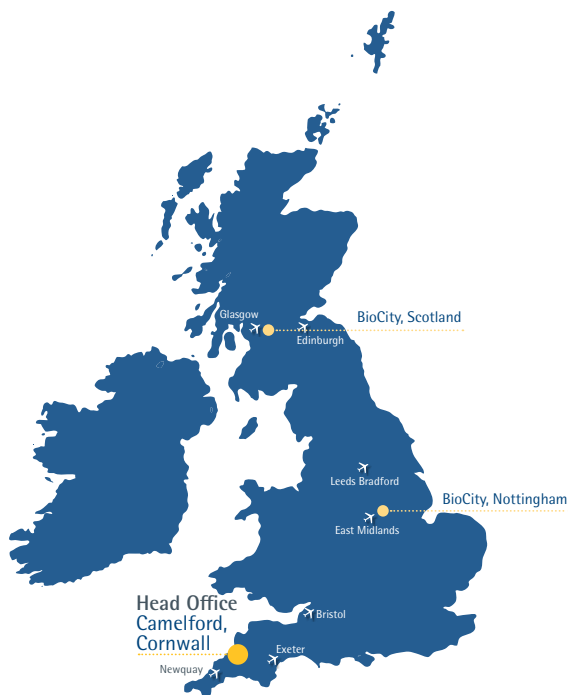 Glasgow
BioCity, Scotland
Edinburgh
Leeds Bradford
BioCity, Nottingham
East Midlands
Head Office
Camelford,
Cornwall
Bristol
Exeter
Newquay